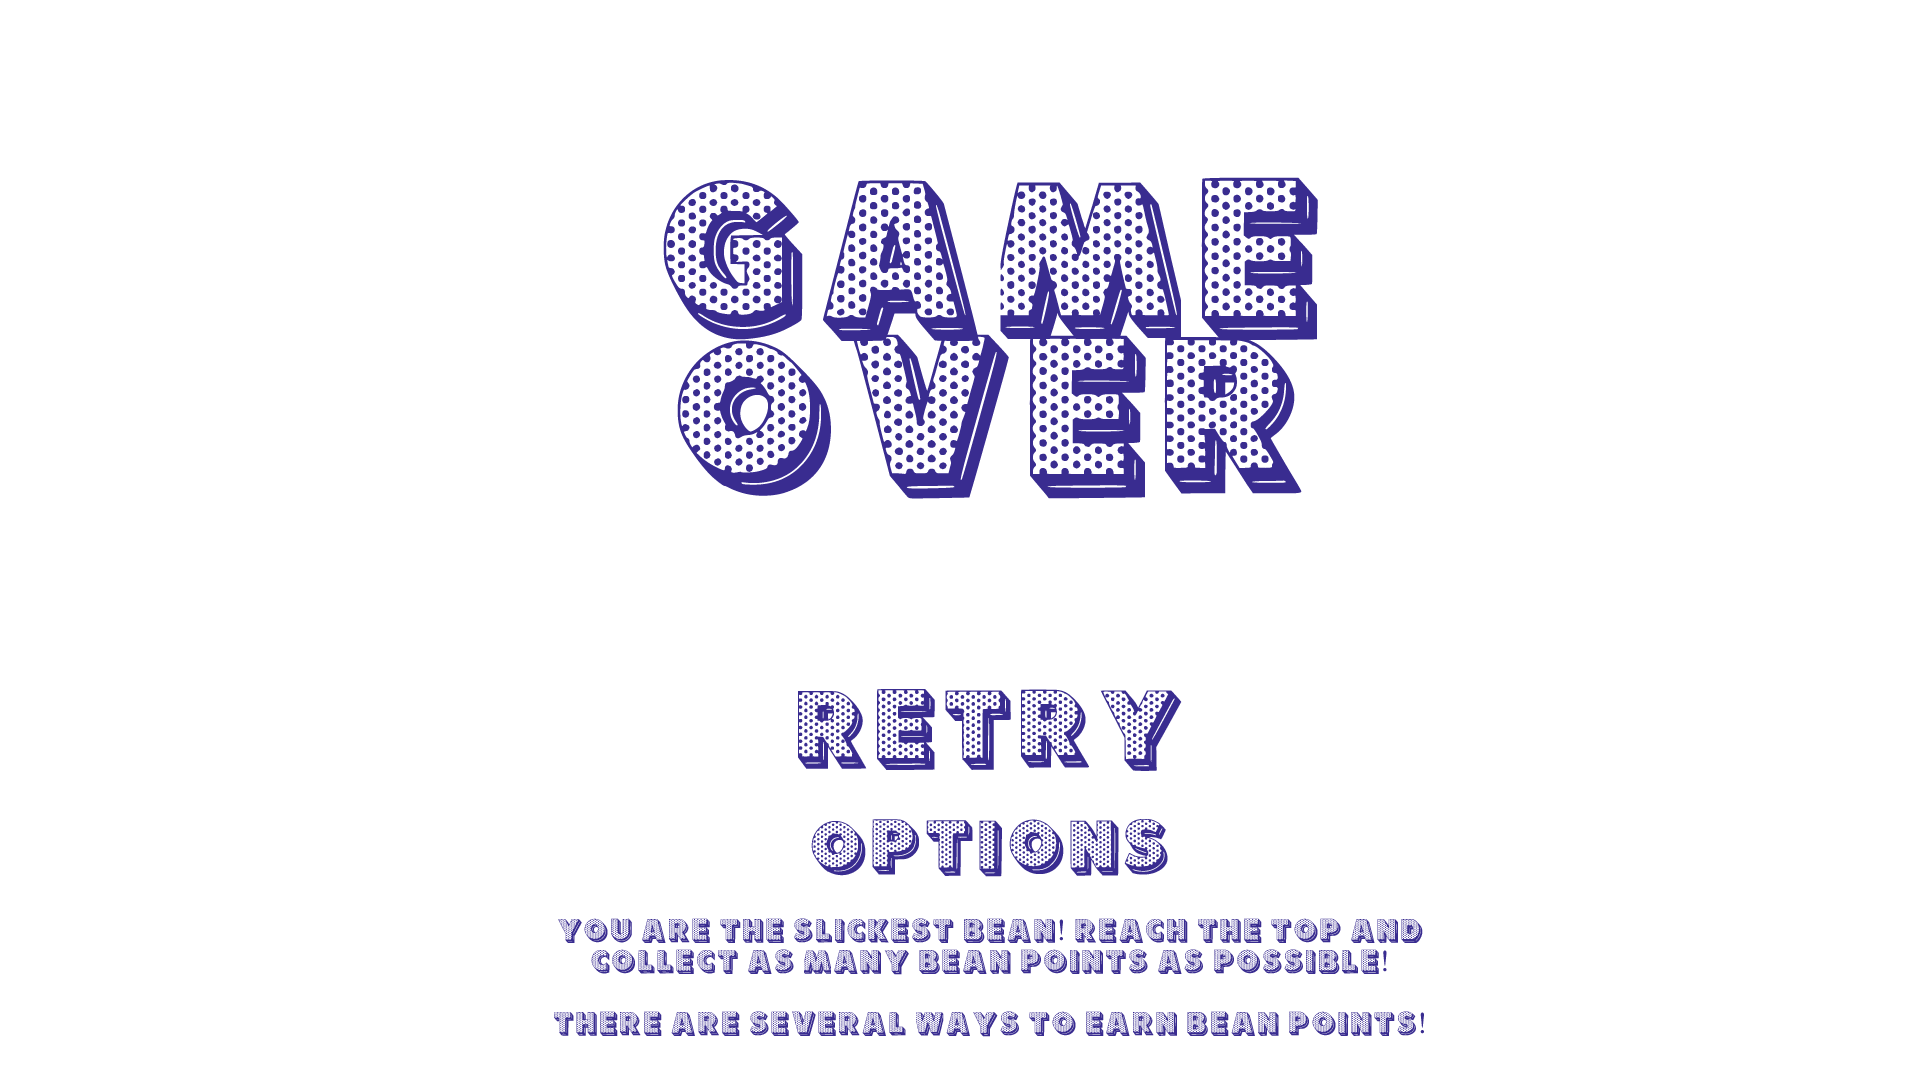 GAME
OVER
RETRY
OPTIONS
YOU ARE THE SLICKEST BEAN! REACH THE TOP AND
COLLECT AS MANY BEAN POINTS AS POSSIBLE!
THERE ARE SEVERAL WAYS TO EARN BEAN POINTS!